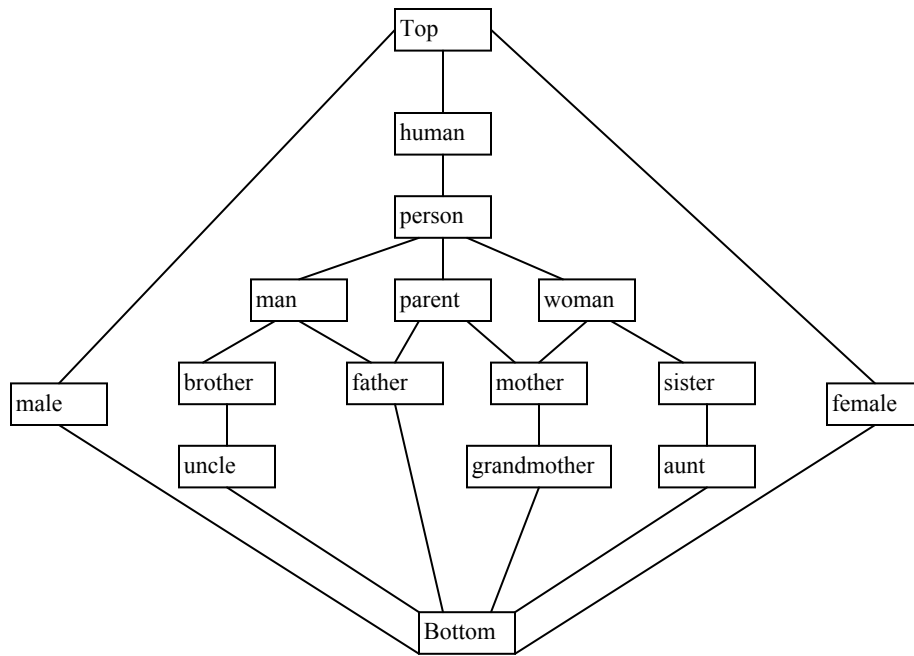 Top
human
person
man
parent
woman
male
brother
father
mother
sister
female
uncle
grandmother
aunt
Bottom